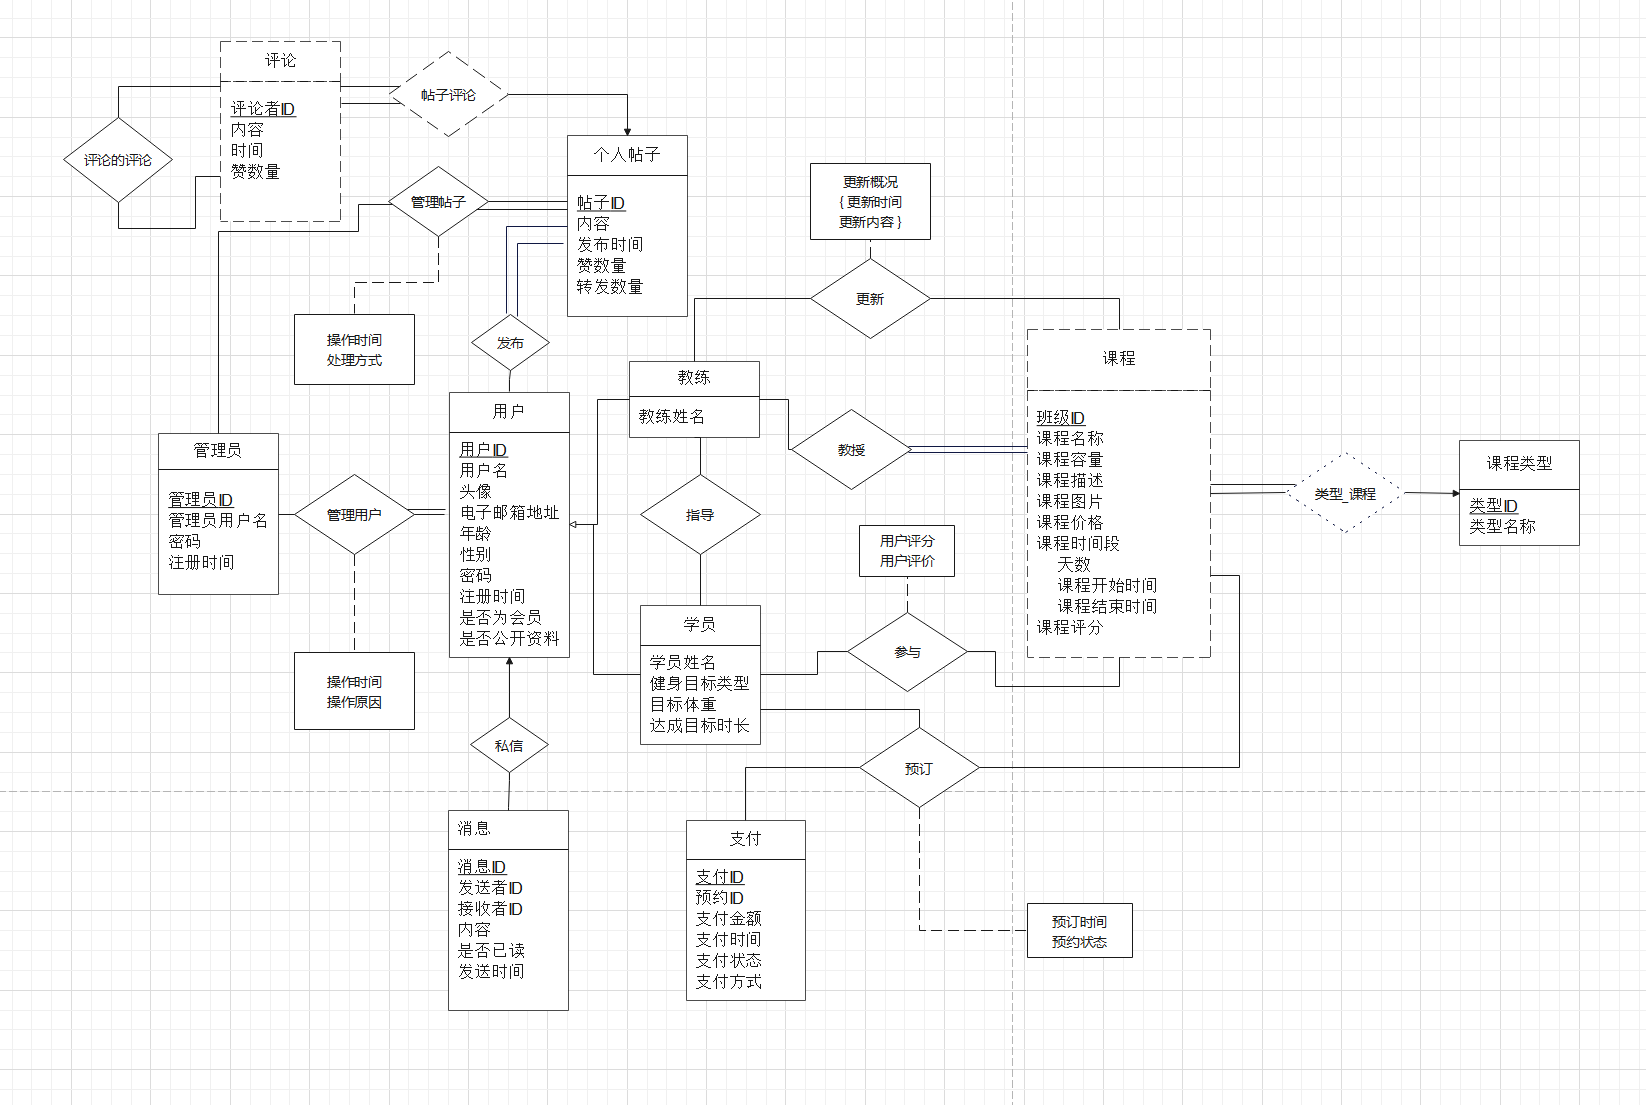 评论
评论者ID
内容
时间
赞数量
帖子评论
评论的评论
个人帖子
帖子ID
内容
发布时间
赞数量
转发数量
管理帖子
操作时间
处理方式
更新概况
{ 更新时间
更新内容 }
更新
发布
教练
教练姓名
用户
用户ID
用户名
头像
电子邮箱地址
年龄
性别
密码
注册时间
是否为会员
是否公开资料
管理员
管理员ID
管理员用户名
密码
注册时间
管理用户
操作时间
操作原因
教授
指导
课程
班级ID
课程名称
课程容量
课程描述
课程图片
课程价格
课程时间段
天数
课程开始时间
课程结束时间
课程评分
类型_课程
课程类型
类型ID
类型名称
用户评分
用户评价
参与
学员
学员姓名
健身目标类型
目标体重
达成目标时长
私信
预订
消息
消息ID
发送者ID
接收者ID
内容
是否已读
发送时间
支付
支付ID
预约ID
支付金额
支付时间
支付状态
支付方式
预订时间
预约状态